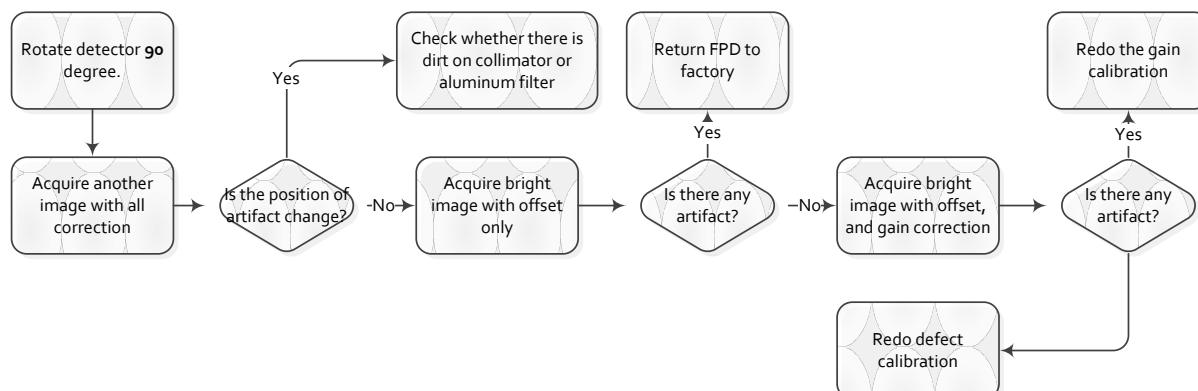 Rotate detector 90
degree.
Acquire another
image with all
correction
Is the position of
artifact change?
Yes
Check whether there is
dirt on collimator or
aluminum filter
-No-
Acquire bright
image with offset
only
Is there any
artifact?
Yes
Return FPD to
factory
-No-
Acquire bright
image with offset,
and gain correction
Is there any
artifact?
Yes
Redo the gain
calibration
Redo defect
calibration